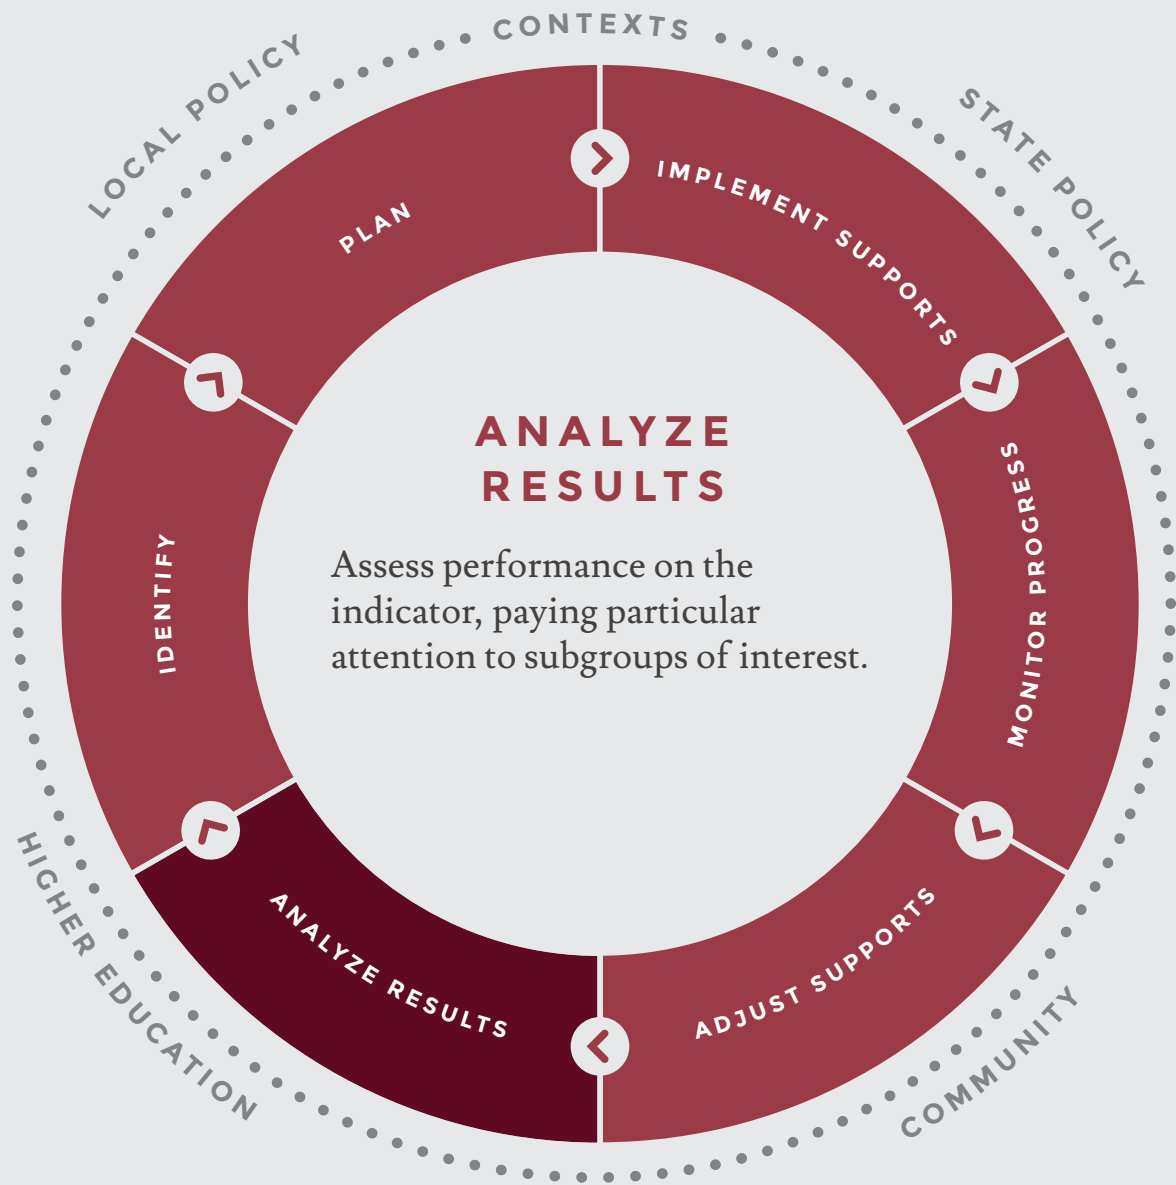 CONTEXTS
LOCAL POLICY
STATE POLICY
PLAN
IMPLEMENT SUPPORTS
ANALYZE
RESULTS
Assess performance on the
indicator, paying particular
attention to subgroups of interest.
IDENTIFY
MONITOR PROGRESS
ANALYZE RESULTS
ADJUST SUPPORTS
HIGHER EDUCATION
COMMUNITY